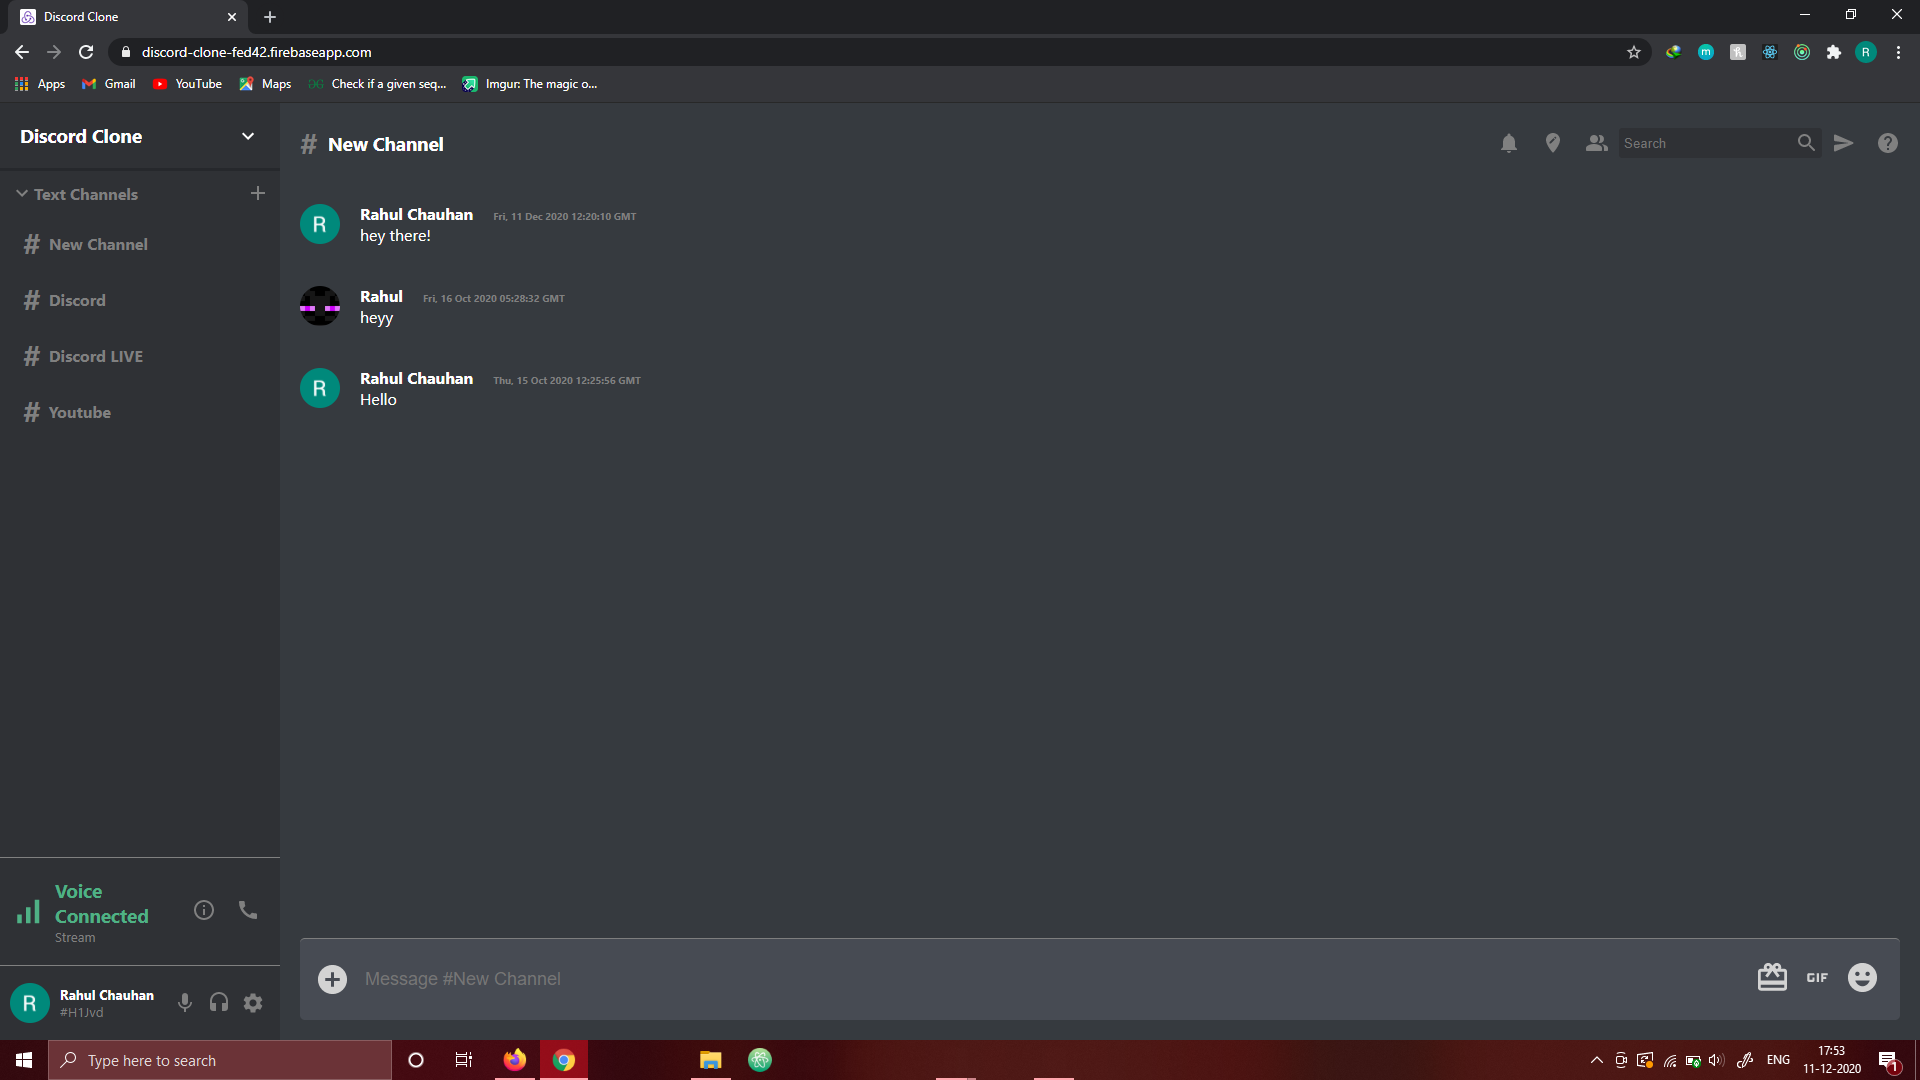 Discord Clone
discord-clone-fed42.firebaseapp.com
R
Apps
Gmail
YouTube
Maps
Check if a given seq...
Imgur: The magic o...
Discord Clone
# New Channel
Search
Text Channels
# New Channel
# Discord
# Discord LIVE
# Youtube
R
Rahul Chauhan Fri, 11 Dec 2020 12:20:10 GMT
hey there!
Rahul Fri, 16 Oct 2020 05:28:32 GMT
heyy
R
Rahul Chauhan Thu, 15 Oct 2020 12:25:56 GMT
Hello
Voice
Connected
Stream
Message #New Channel
GIF
R
Rahul Chauhan
#H1Jvd
Type here to search
ENG
17:53
11-12-2020
1